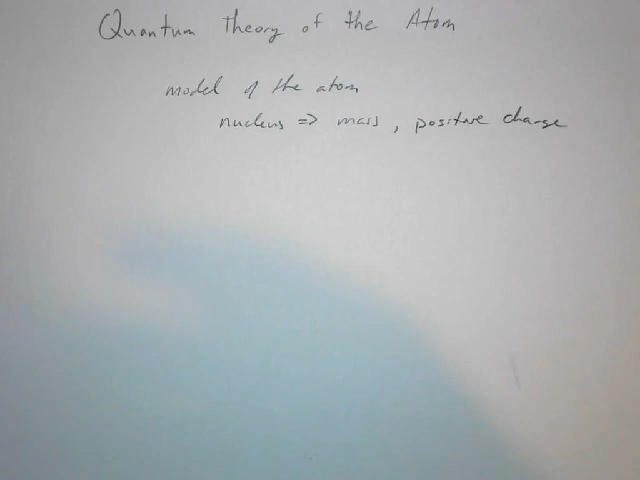 Quantum Theory of the Atom
model of the atom
nucleus => mass, positive charge